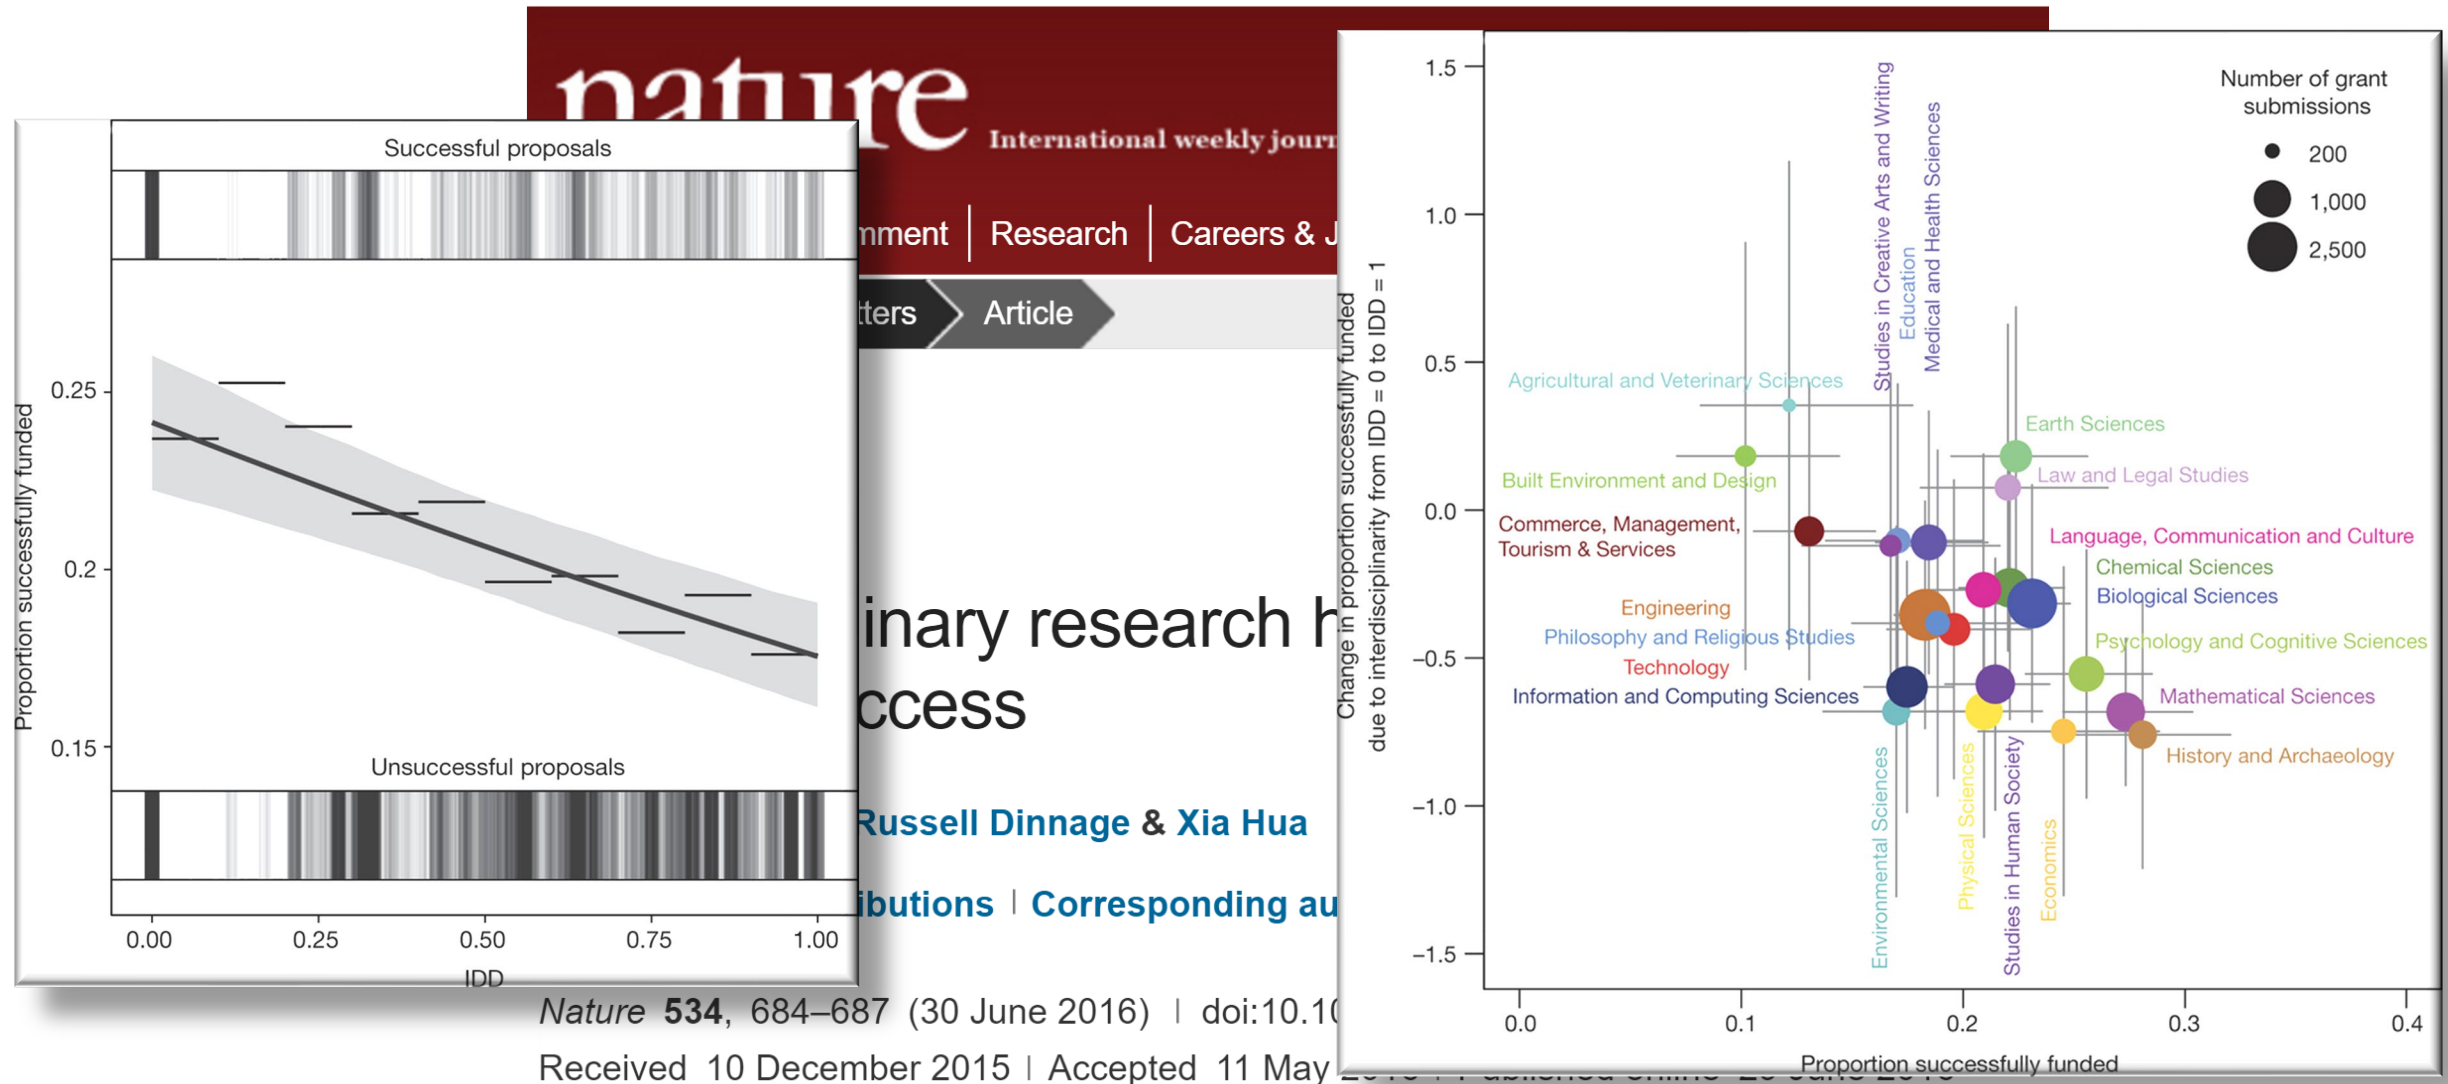 nature
International weekly journ
mment
Research
Careers & J
tters
Article
inary research h
ccess
Russell Dinnage & Xia Hua
ibutions | Corresponding au
Nature 534, 684–687 (30 June 2016) | doi:10.10
Received 10 December 2015 | Accepted 11 May
Successful proposals
Proportion successfully funded
0.25
0.2
0.15
Unsuccessful proposals
0.00
0.25
0.50
0.75
1.00
IDD
Change in proportion successfully funded
due to interdisciplinarity from IDD = 0 to IDD = 1
1.5
1.0
0.5
0.0
−0.5
−1.0
−1.5
Number of grant
submissions
200
1,000
2,500
Studies in Creative Arts and Writing
Education
Medical and Health Sciences
Agricultural and Veterinary Sciences
Earth Sciences
Built Environment and Design
Law and Legal Studies
Commerce, Management,
Tourism & Services
Language, Communication and Culture
Chemical Sciences
Biological Sciences
Engineering
Philosophy and Religious Studies
Psychology and Cognitive Sciences
Technology
Information and Computing Sciences
Mathematical Sciences
History and Archaeology
Environmental Sciences
Physical Sciences
Studies in Human Society
Economics
0.0
0.1
0.2
0.3
0.4
Proportion successfully funded